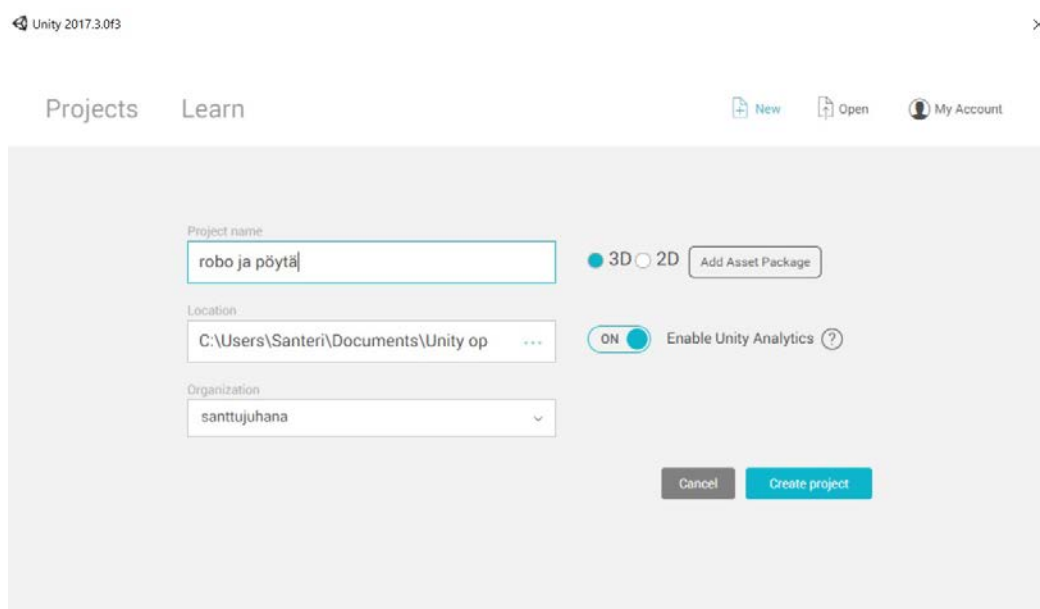 Unity 2017.3.0f3
Projects Learn New Open My Account
Project name
robo ja pöytä
3D 2D Add Asset Package
Location
C:\Users\Santeri\Documents\Unity op ...
ON Enable Unity Analytics ?
Organization
santtujuhana
Cancel Create project